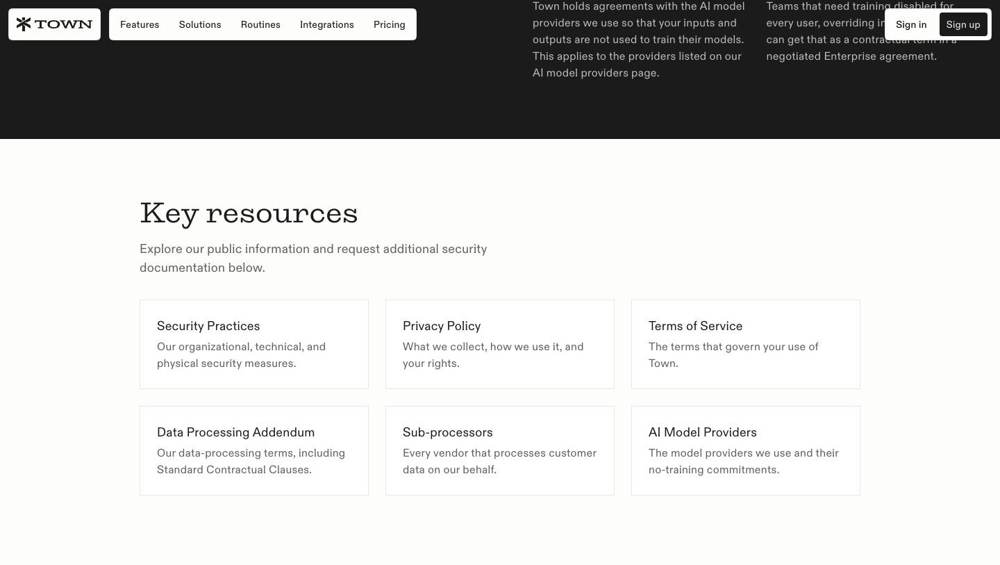 TOWN
Features Solutions Routines Integrations Pricing
Sign in Sign up
Town holds agreements with the AI model
providers we use so that your inputs and
outputs are not used to train their models.
This applies to the providers listed on our
AI model providers page.
Teams that need training disabled for
every user, overriding
can get that as a contractual term in a
negotiated Enterprise agreement.
Key resources
Explore our public information and request additional security
documentation below.
Security Practices
Our organizational, technical, and
physical security measures.
Privacy Policy
What we collect, how we use it, and
your rights.
Terms of Service
The terms that govern your use of
Town.
Data Processing Addendum
Our data-processing terms, including
Standard Contractual Clauses.
Sub-processors
Every vendor that processes customer
data on our behalf.
AI Model Providers
The model providers we use and their
no-training commitments.